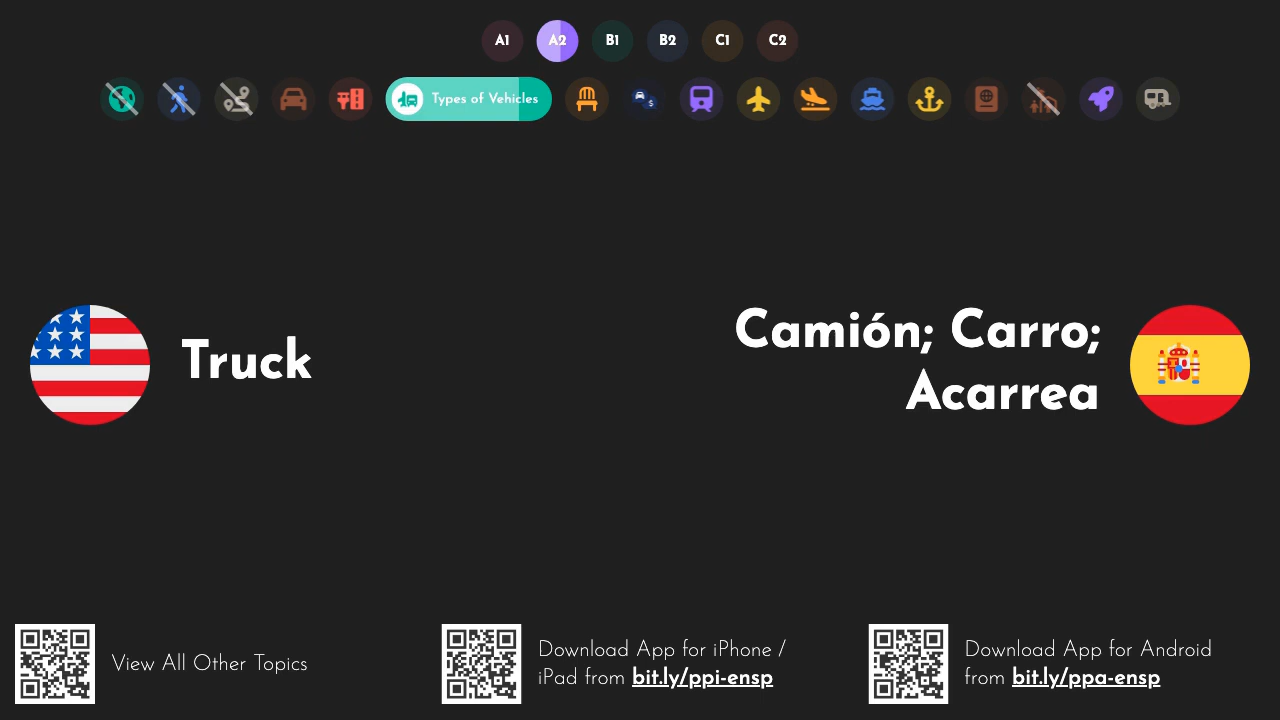 A1 A2 B1 B2 C1 C2
Types of Vehicles
$
Truck
Camión; Carro;
Acarrea
View All Other Topics
Download App for iPhone /
iPad from bit.ly/ppi-ensp
Download App for Android
from bit.ly/ppa-ensp